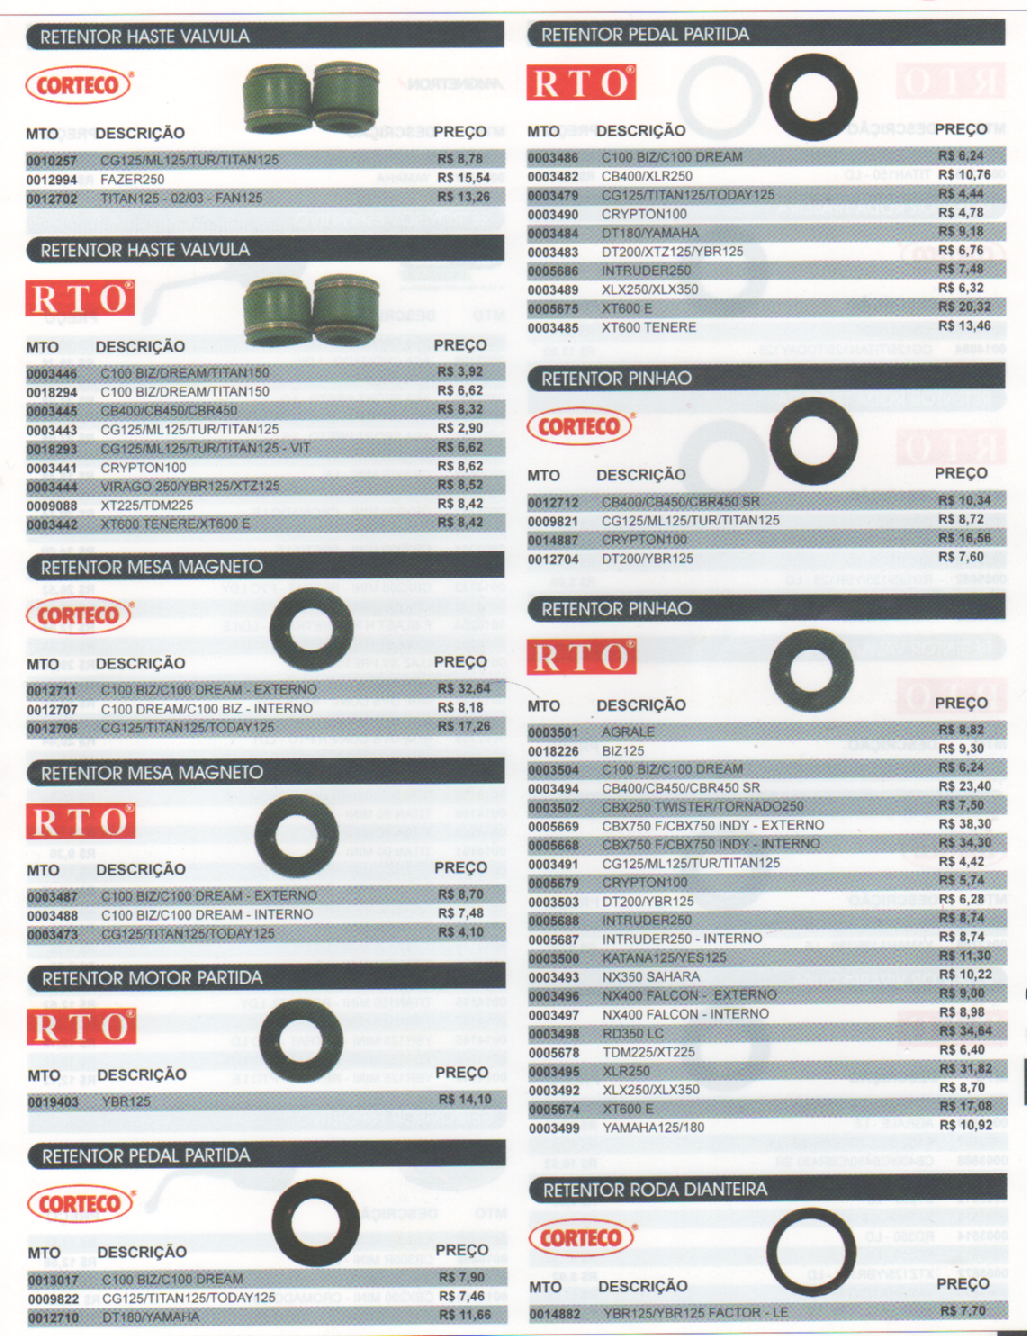 RETENTOR HASTE VALVULA
CORTECO®
MTO DESCRIÇÃO PREÇO
0010257 CG125/ML125/TUR/TITAN125 R$ 8,78
0012994 FAZER250 R$ 15,54
0012702 TITAN125 - 02/03 - FAN125 R$ 13,26
RETENTOR HASTE VALVULA
RTO®
MTO DESCRIÇÃO PREÇO
0003446 C100 BIZ/DREAM/TITAN150 R$ 3,92
0018294 C100 BIZ/DREAM/TITAN150 R$ 6,62
0003445 CB400/CB450/CBR450 R$ 8,32
0003443 CG125/ML125/TUR/TITAN125 R$ 2,90
0018293 CG125/ML125/TUR/TITAN125 - VIT R$ 6,62
0003441 CRYPTON100 R$ 8,62
0003444 VIRAGO 250/YBR125/XTZ125 R$ 8,52
0009088 XT225/TDM225 R$ 8,42
0003442 XT600 TENERE/XT600 E R$ 8,42
RETENTOR MESA MAGNETO
CORTECO®
MTO DESCRIÇÃO PREÇO
0012711 C100 BIZ/C100 DREAM - EXTERNO R$ 32,64
0012707 C100 DREAM/C100 BIZ - INTERNO R$ 8,18
0012706 CG125/TITAN125/TODAY125 R$ 17,26
RETENTOR MESA MAGNETO
RTO®
MTO DESCRIÇÃO PREÇO
0003487 C100 BIZ/C100 DREAM - EXTERNO R$ 8,70
0003488 C100 BIZ/C100 DREAM - INTERNO R$ 7,48
0003473 CG125/TITAN125/TODAY125 R$ 4,10
RETENTOR MOTOR PARTIDA
RTO®
MTO DESCRIÇÃO PREÇO
0019403 YBR125 R$ 14,10
RETENTOR PEDAL PARTIDA
CORTECO®
MTO DESCRIÇÃO PREÇO
0013017 C100 BIZ/C100 DREAM R$ 7,90
0009822 CG125/TITAN125/TODAY125 R$ 7,46
0012710 DT180/YAMAHA R$ 11,66
RETENTOR PEDAL PARTIDA
RTO®
MTO DESCRIÇÃO PREÇO
0003486 C100 BIZ/C100 DREAM R$ 6,24
0003482 CB400/XLR250 R$ 10,76
0003479 CG125/TITAN125/TODAY125 R$ 4,44
0003490 CRYPTON100 R$ 4,78
0003484 DT180/YAMAHA R$ 9,18
0003483 DT200/XTZ125/YBR125 R$ 6,76
0005686 INTRUDER250 R$ 7,48
0003489 XLX250/XLX350 R$ 6,32
0005675 XT600 E R$ 20,32
0003485 XT600 TENERE R$ 13,46
RETENTOR PINHAO
CORTECO®
MTO DESCRIÇÃO PREÇO
0012712 CB400/CB450/CBR450 SR R$ 10,34
0009821 CG125/ML125/TUR/TITAN125 R$ 8,72
0014887 CRYPTON100 R$ 16,56
0012704 DT200/YBR125 R$ 7,60
RETENTOR PINHAO
RTO®
MTO DESCRIÇÃO PREÇO
0003501 AGRALE R$ 8,82
0018226 BIZ125 R$ 9,30
0003504 C100 BIZ/C100 DREAM R$ 6,24
0003494 CB400/CB450/CBR450 SR R$ 23,40
0003502 CBX250 TWISTER/TORNADO250 R$ 7,50
0005669 CBX750 F/CBX750 INDY - EXTERNO R$ 38,30
0005668 CBX750 F/CBX750 INDY - INTERNO R$ 34,30
0003491 CG125/ML125/TUR/TITAN125 R$ 4,42
0005679 CRYPTON100 R$ 5,74
0003503 DT200/YBR125 R$ 6,28
0005688 INTRUDER250 R$ 8,74
0005687 INTRUDER250 - INTERNO R$ 8,74
0003500 KATANA125/YES125 R$ 11,30
0003493 NX350 SAHARA R$ 10,22
0003496 NX400 FALCON - EXTERNO R$ 9,00
0003497 NX400 FALCON - INTERNO R$ 8,98
0003498 RD350 LC R$ 34,64
0005678 TDM225/XT225 R$ 6,40
0003495 XLR250 R$ 31,82
0003492 XLX250/XLX350 R$ 8,70
0005674 XT600 E R$ 17,08
0003499 YAMAHA125/180 R$ 10,92
RETENTOR RODA DIANTEIRA
CORTECO®
MTO DESCRIÇÃO PREÇO
0014882 YBR125/YBR125 FACTOR - LE R$ 7,70